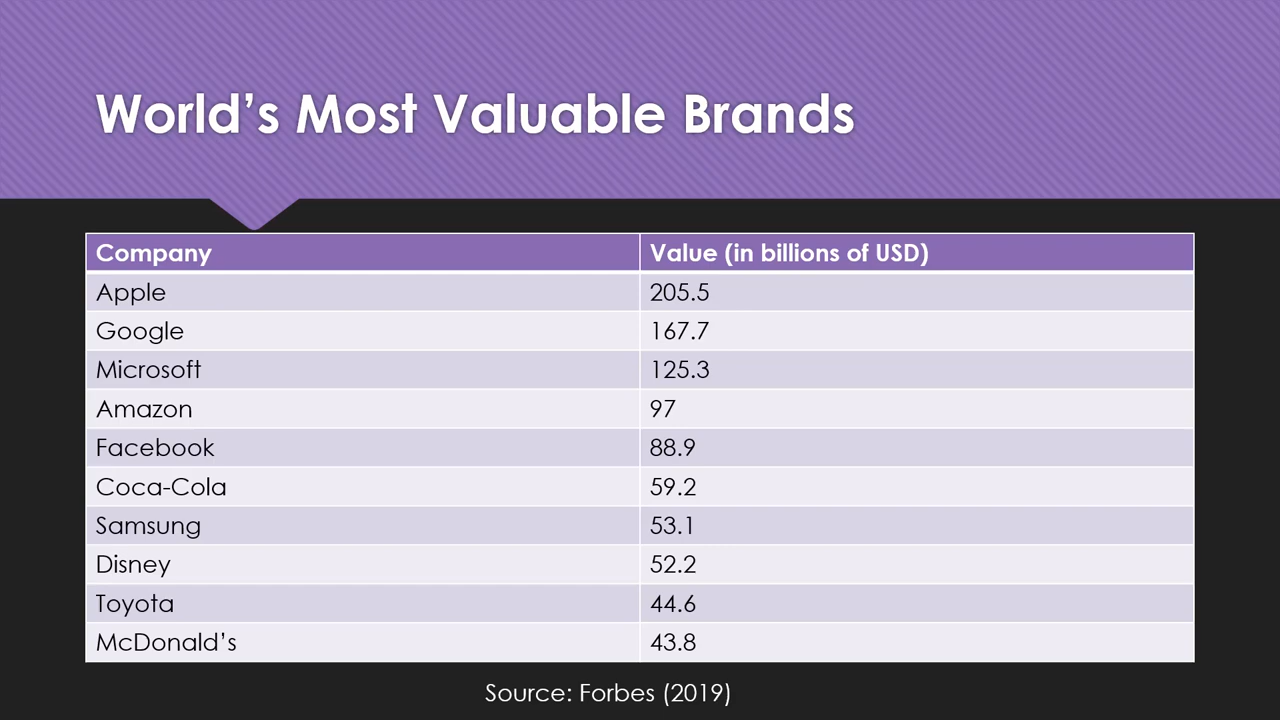 World’s Most Valuable Brands
Company Value (in billions of USD)
Apple 205.5
Google 167.7
Microsoft 125.3
Amazon 97
Facebook 88.9
Coca-Cola 59.2
Samsung 53.1
Disney 52.2
Toyota 44.6
McDonald’s 43.8
Source: Forbes (2019)